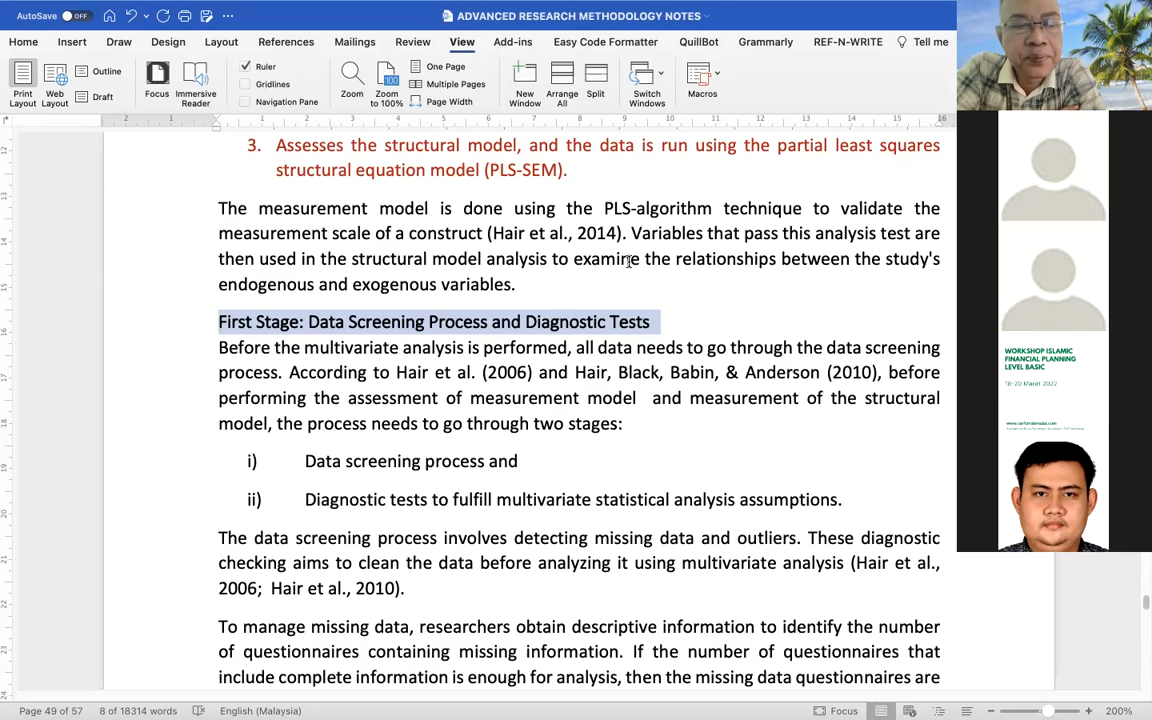 AutoSave OFF
ADVANCED RESEARCH METHODOLOGY NOTES
Home Insert Draw Design Layout References Mailings Review View Add-ins Easy Code Formatter QuillBot Grammarly REF-N-WRITE Tell me
Print Layout
Web Layout
Outline
Draft
Focus
Immersive Reader
Ruler
Gridlines
Navigation Pane
Zoom
Zoom to 100%
One Page
Multiple Pages
Page Width
New Window
Arrange All
Split
Switch Windows
Macros
3. Assesses the structural model, and the data is run using the partial least squares
structural equation model (PLS-SEM).
The measurement model is done using the PLS-algorithm technique to validate the
measurement scale of a construct (Hair et al., 2014). Variables that pass this analysis test are
then used in the structural model analysis to examine the relationships between the study's
endogenous and exogenous variables.
First Stage: Data Screening Process and Diagnostic Tests
Before the multivariate analysis is performed, all data needs to go through the data screening
process. According to Hair et al. (2006) and Hair, Black, Babin, & Anderson (2010), before
performing the assessment of measurement model and measurement of the structural
model, the process needs to go through two stages:
i) Data screening process and
ii) Diagnostic tests to fulfill multivariate statistical analysis assumptions.
The data screening process involves detecting missing data and outliers. These diagnostic
checking aims to clean the data before analyzing it using multivariate analysis (Hair et al.,
2006; Hair et al., 2010).
To manage missing data, researchers obtain descriptive information to identify the number
of questionnaires containing missing information. If the number of questionnaires that
include complete information is enough for analysis, then the missing data questionnaires are
WORKSHOP ISLAMIC
FINANCIAL PLANNING
LEVEL BASIC
18-20 Maret 2022
Page 49 of 57 8 of 18314 words English (Malaysia) Focus 200%